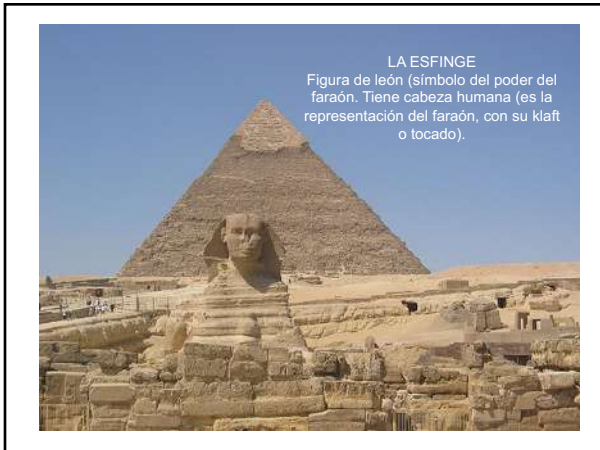 LA ESFINGE
Figura de león (símbolo del poder del
faraón. Tiene cabeza humana (es la
representación del faraón, con su klaft
o tocado).